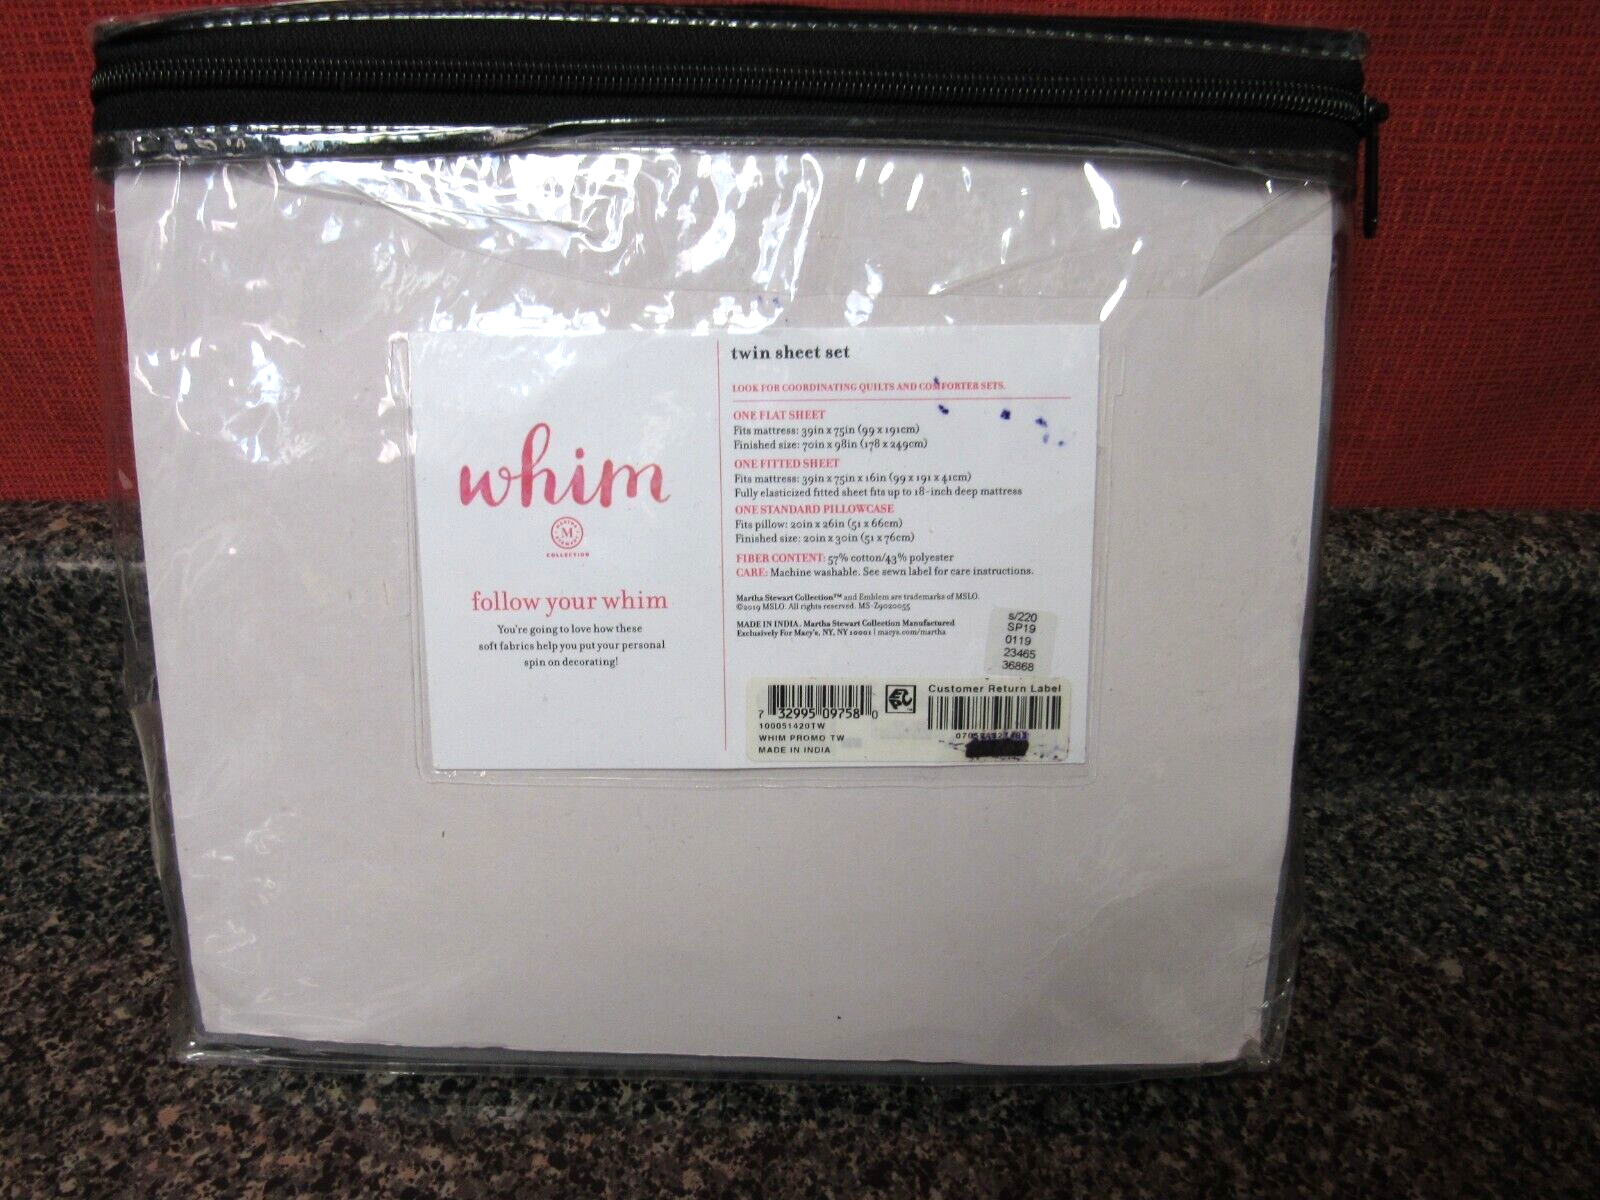 whim
MARTHA STEWART
M
COLLECTION
follow your whim
You're going to love how these
soft fabrics help you put your personal
spin on decorating!
twin sheet set
LOOK FOR COORDINATING QUILTS AND COMFORTER SETS.
ONE FLAT SHEET
Fits mattress: 39in x 75in (99 x 191cm)
Finished size: 70in x 98in (178 x 249cm)
ONE FITTED SHEET
Fits mattress: 39in x 75in x 16in (99 x 191 x 41cm)
Fully elasticized fitted sheet fits up to 18-inch deep mattress
ONE STANDARD PILLOWCASE
Fits pillow: 20in x 26in (51 x 66cm)
Finished size: 20in x 30in (51 x 76cm)
FIBER CONTENT: 57% cotton/43% polyester
CARE: Machine washable. See sewn label for care instructions.
Martha Stewart Collection™ and Emblem are trademarks of MSLO.
©2019 MSLO. All rights reserved. MS-Z9020055
MADE IN INDIA. Martha Stewart Collection Manufactured
Exclusively For Macy's, NY, NY 10001 | macys.com/martha
s/220
SP19
0119
23465
36868
7 32995 09758 0
100051420TW
WHIM PROMO TW
MADE IN INDIA
Customer Return Label